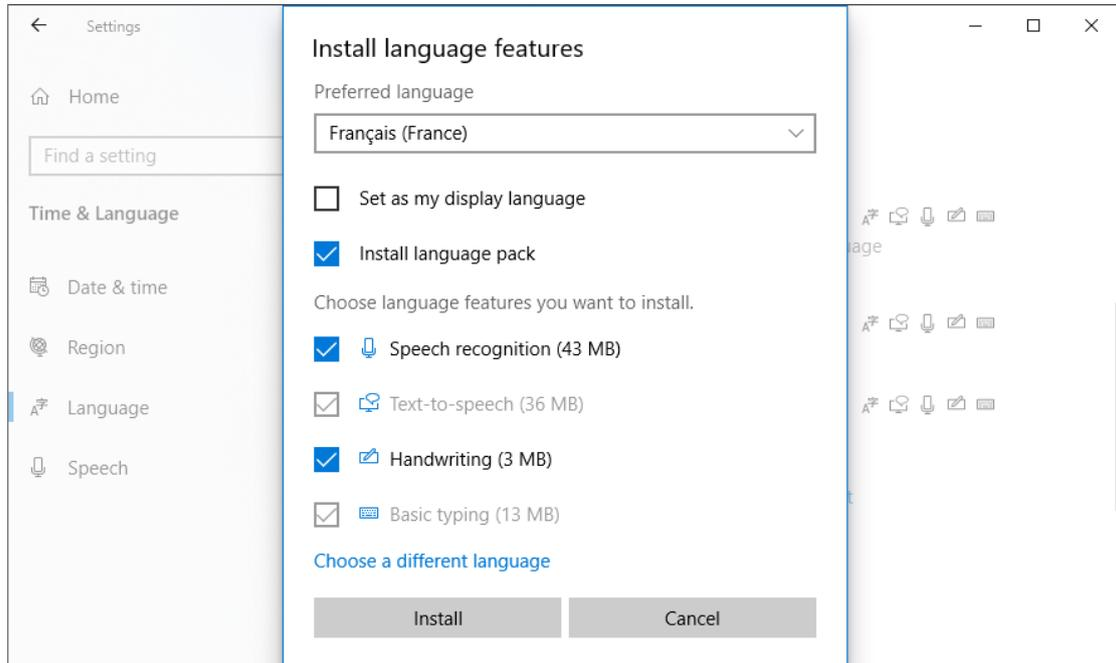 Settings
Home
Find a setting
Time & Language
Date & time
Region
Language
Speech
Install language features
Preferred language
Français (France)
Set as my display language
Install language pack
Choose language features you want to install.
Speech recognition (43 MB)
Text-to-speech (36 MB)
Handwriting (3 MB)
Basic typing (13 MB)
Choose a different language
Install Cancel